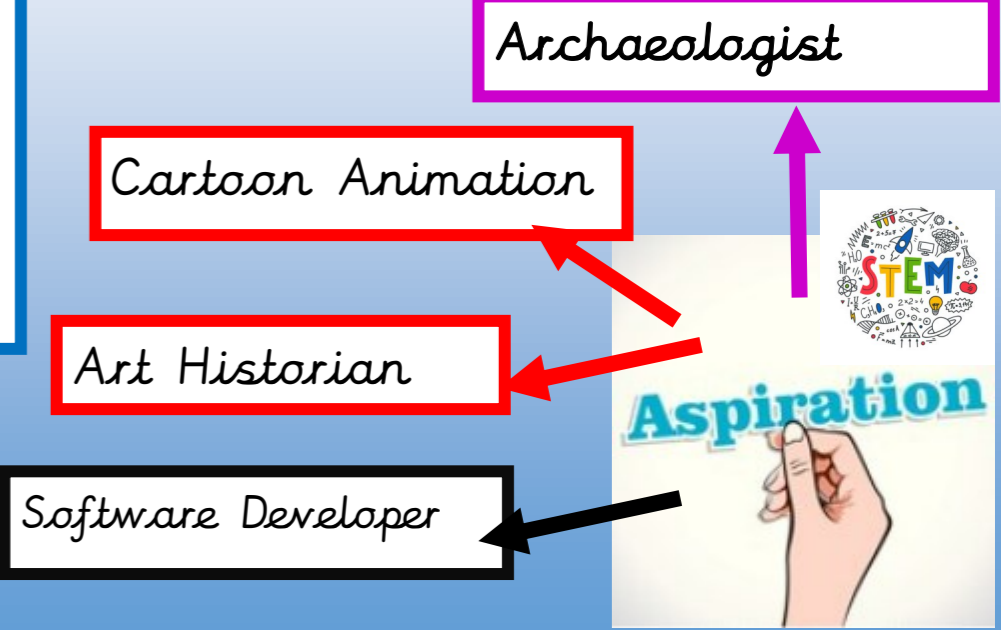 Archaeologist
Cartoon Animation
Art Historian
STEM
Aspiration
Software Developer